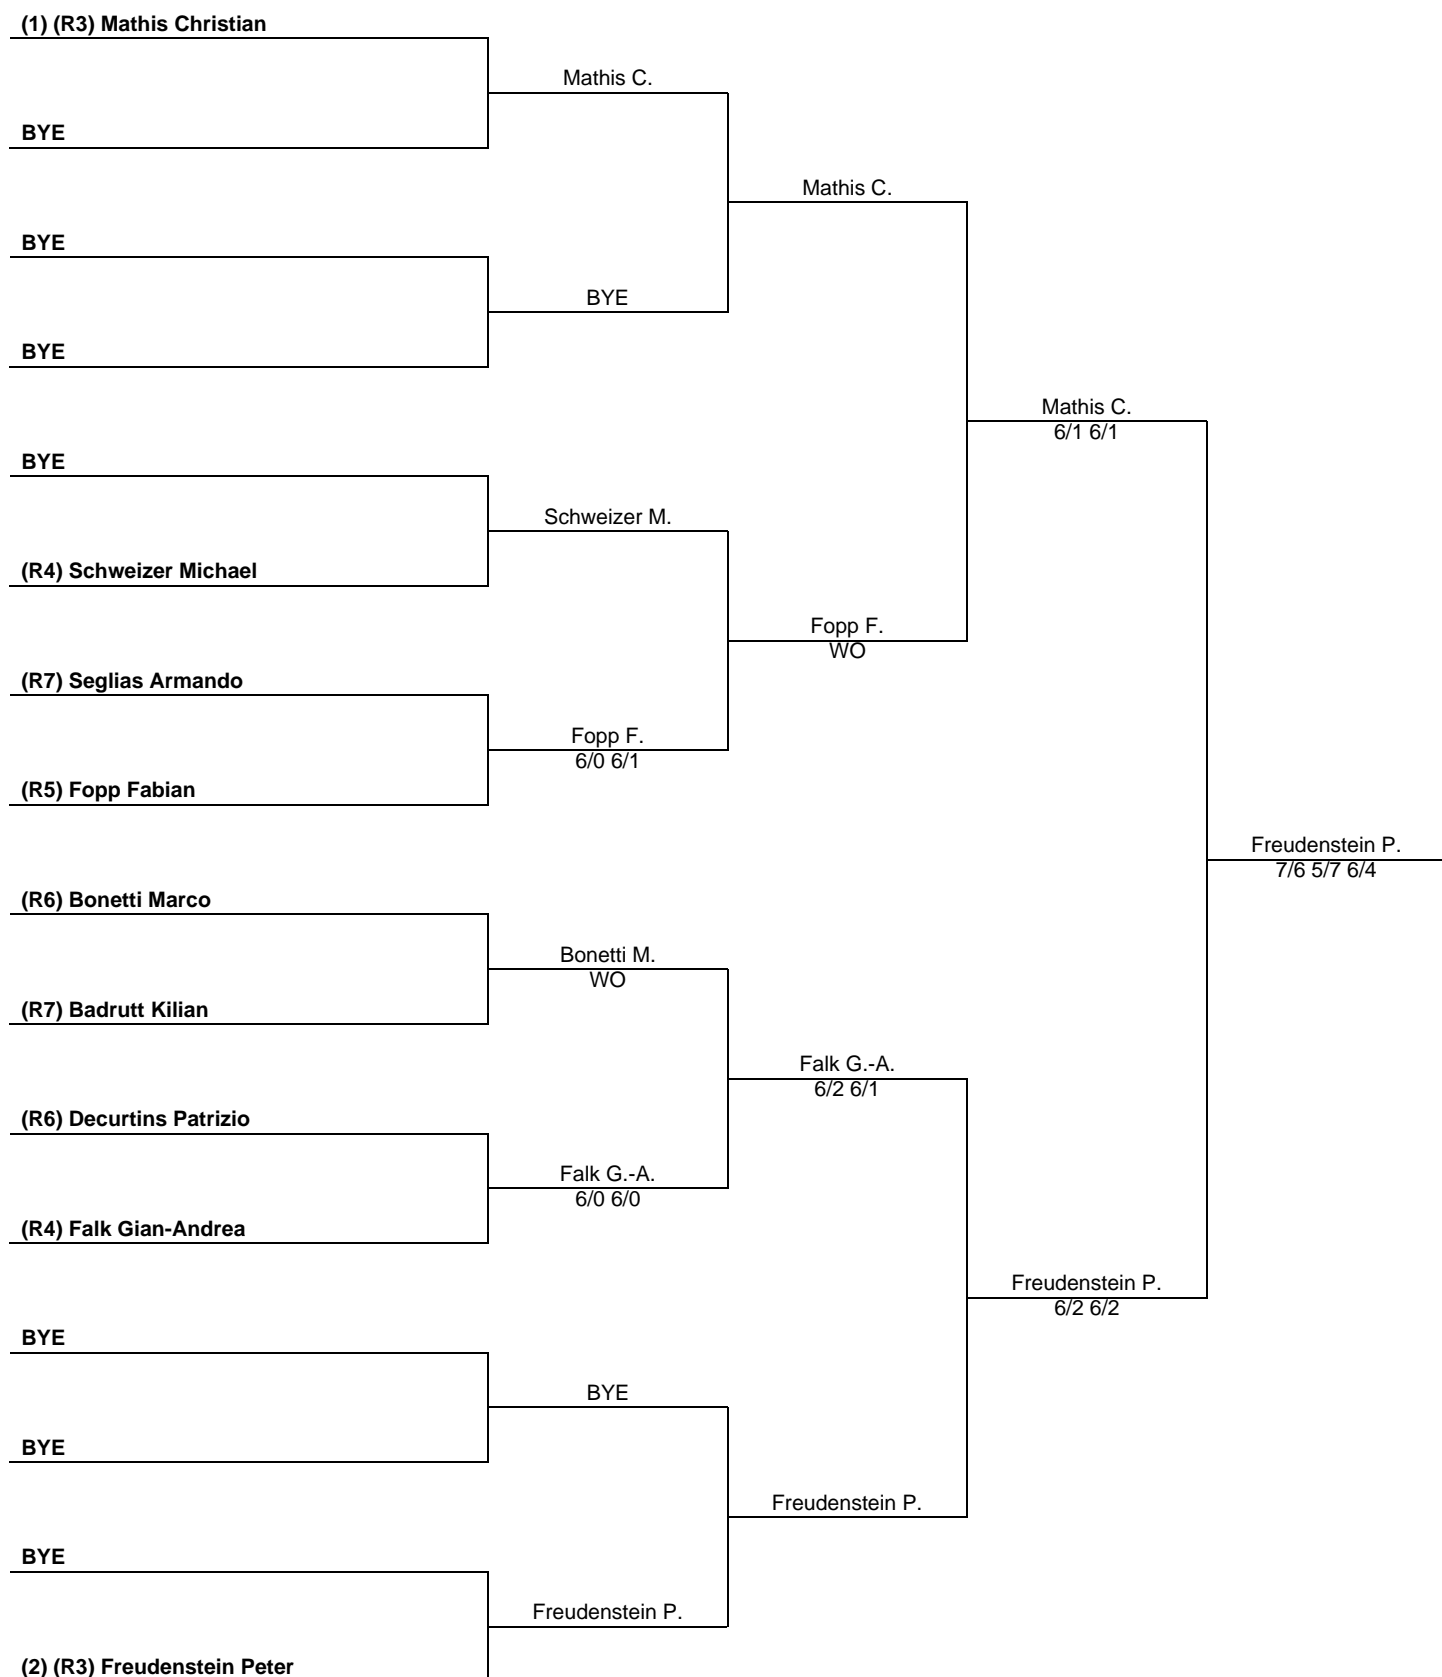 (1) (R3) Mathis Christian
Mathis C.
BYE
Mathis C.
BYE
BYE
BYE
Mathis C.
6/1 6/1
BYE
Schweizer M.
(R4) Schweizer Michael
Fopp F.
WO
(R7) Seglias Armando
Fopp F.
6/0 6/1
(R5) Fopp Fabian
Freudenstein P.
7/6 5/7 6/4
(R6) Bonetti Marco
Bonetti M.
WO
(R7) Badrutt Kilian
Falk G.-A.
6/2 6/1
(R6) Decurtins Patrizio
Falk G.-A.
6/0 6/0
(R4) Falk Gian-Andrea
Freudenstein P.
6/2 6/2
BYE
BYE
BYE
Freudenstein P.
BYE
Freudenstein P.
(2) (R3) Freudenstein Peter